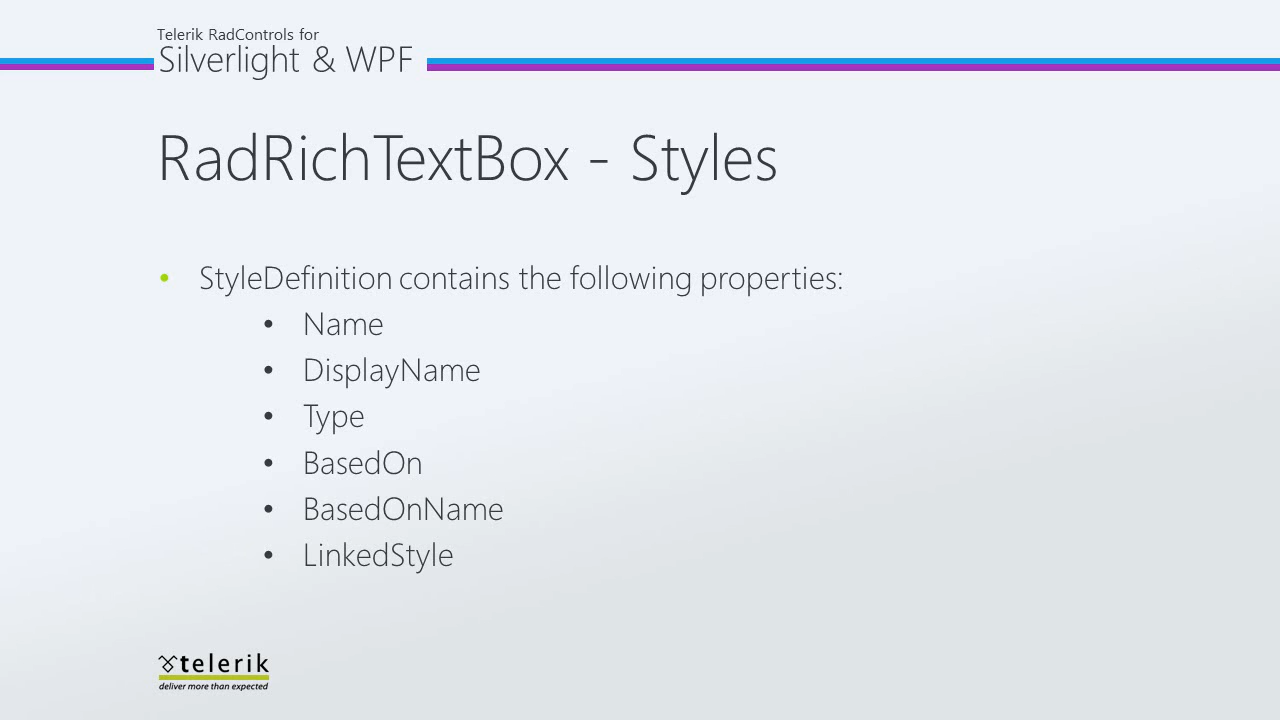 Telerik RadControls for
Silverlight & WPF
RadRichTextBox - Styles
• StyleDefinition contains the following properties:
• Name
• DisplayName
• Type
• BasedOn
• BasedOnName
• LinkedStyle
telerik
deliver more than expected